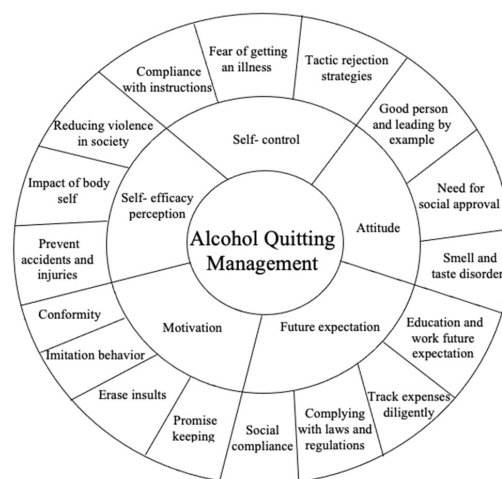 Fear of getting
an illness
Tactic rejection
strategies
Compliance
with instructions
Good person
and leading by
example
Reducing violence
in society
Self- control
Need for
social approval
Impact of body
self
Self- efficacy
perception
Attitude
Alcohol Quitting
Management
Smell and
taste disorder
Prevent
accidents and
injuries
Conformity
Motivation
Future expectation
Education and
work future
expectation
Imitation behavior
Erase insults
Track expenses
diligently
Promise
keeping
Social
compliance
Complying
with laws and
regulations